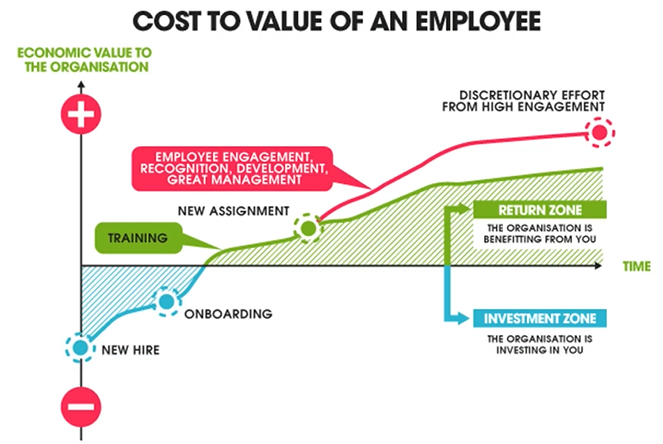 COST TO VALUE OF AN EMPLOYEE
ECONOMIC VALUE TO
THE ORGANISATION
DISCRETIONARY EFFORT
FROM HIGH ENGAGEMENT
EMPLOYEE ENGAGEMENT,
RECOGNITION, DEVELOPMENT,
GREAT MANAGEMENT
NEW ASSIGNMENT
RETURN ZONE
THE ORGANISATION IS
BENEFITTING FROM YOU
TRAINING
TIME
ONBOARDING
INVESTMENT ZONE
THE ORGANISATION IS
INVESTING IN YOU
NEW HIRE